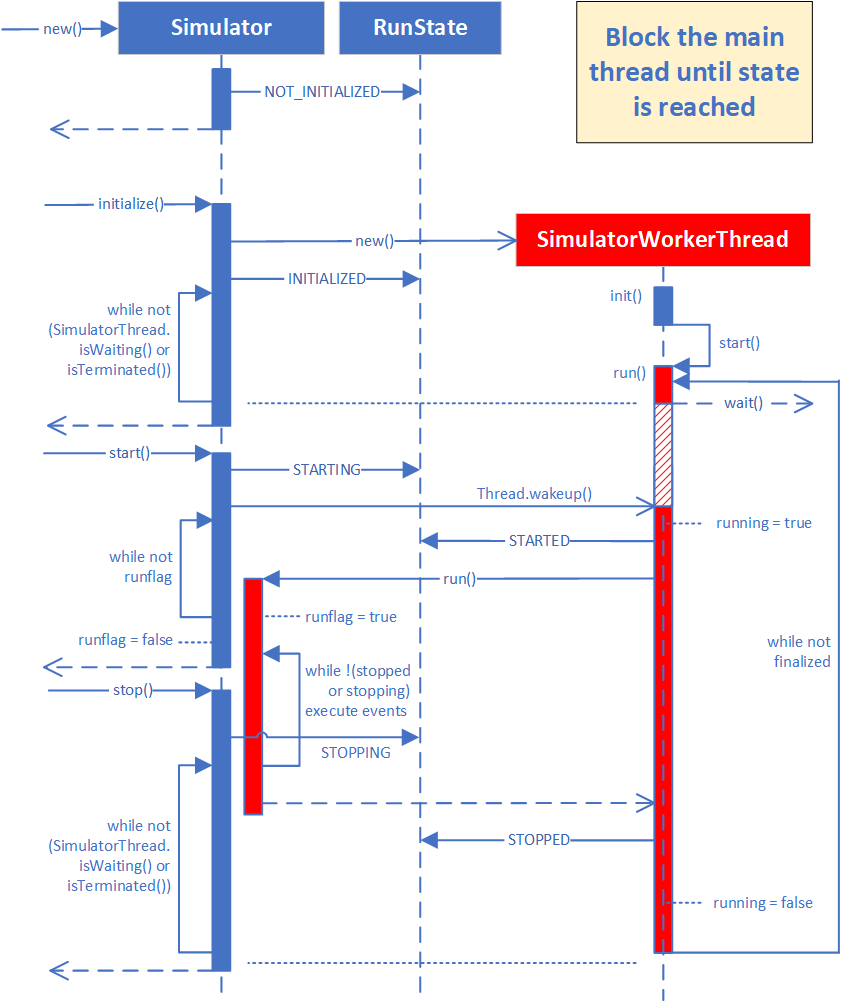 new()
Simulator
RunState
Block the main
thread until state
is reached
NOT_INITIALIZED
initialize()
new()
SimulatorWorkerThread
INITIALIZED
init()
while not
(SimulatorThread.
isWaiting() or
isTerminated())
start()
run()
wait()
start()
STARTING
Thread.wakeup()
running = true
STARTED
while not
runflag
run()
runflag = true
runflag = false
while not
finalized
while !(stopped
or stopping)
execute events
stop()
STOPPING
while not
(SimulatorThread.
isWaiting() or
isTerminated())
STOPPED
running = false